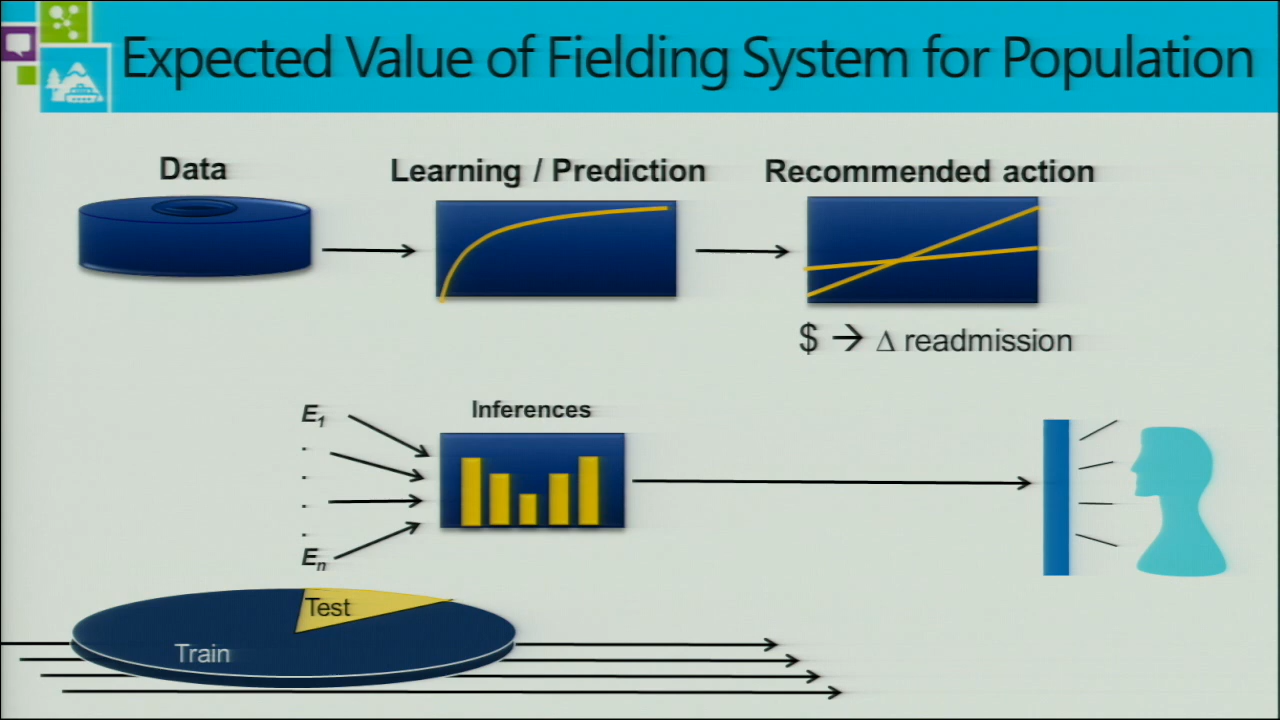 Expected Value of Fielding System for Population
Data
Learning / Prediction
Recommended action
$ → Δ readmission
E1
.
.
.
.
En
Inferences
Test
Train